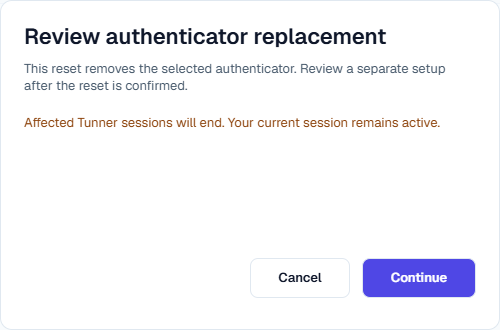 Review authenticator replacement
This reset removes the selected authenticator. Review a separate setup
after the reset is confirmed.
Affected Tunner sessions will end. Your current session remains active.
Cancel
Continue